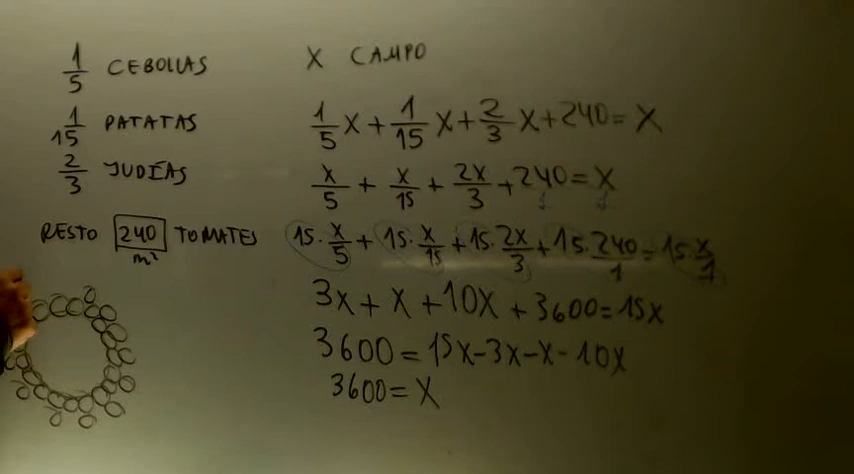 1/5 CEBOLLAS
1/15 PATATAS
2/3 JUDÍAS
RESTO 240 m² TOMATES
X CAMPO
1/5 X + 1/15 X + 2/3 X + 240 = X
X/5 + X/15 + 2X/3 + 240/1 = X/1
15·X/5 + 15·X/15 + 15·2X/3 + 15·240/1 = 15·X/1
3X + X + 10X + 3600 = 15X
3600 = 15X - 3X - X - 10X
3600 = X